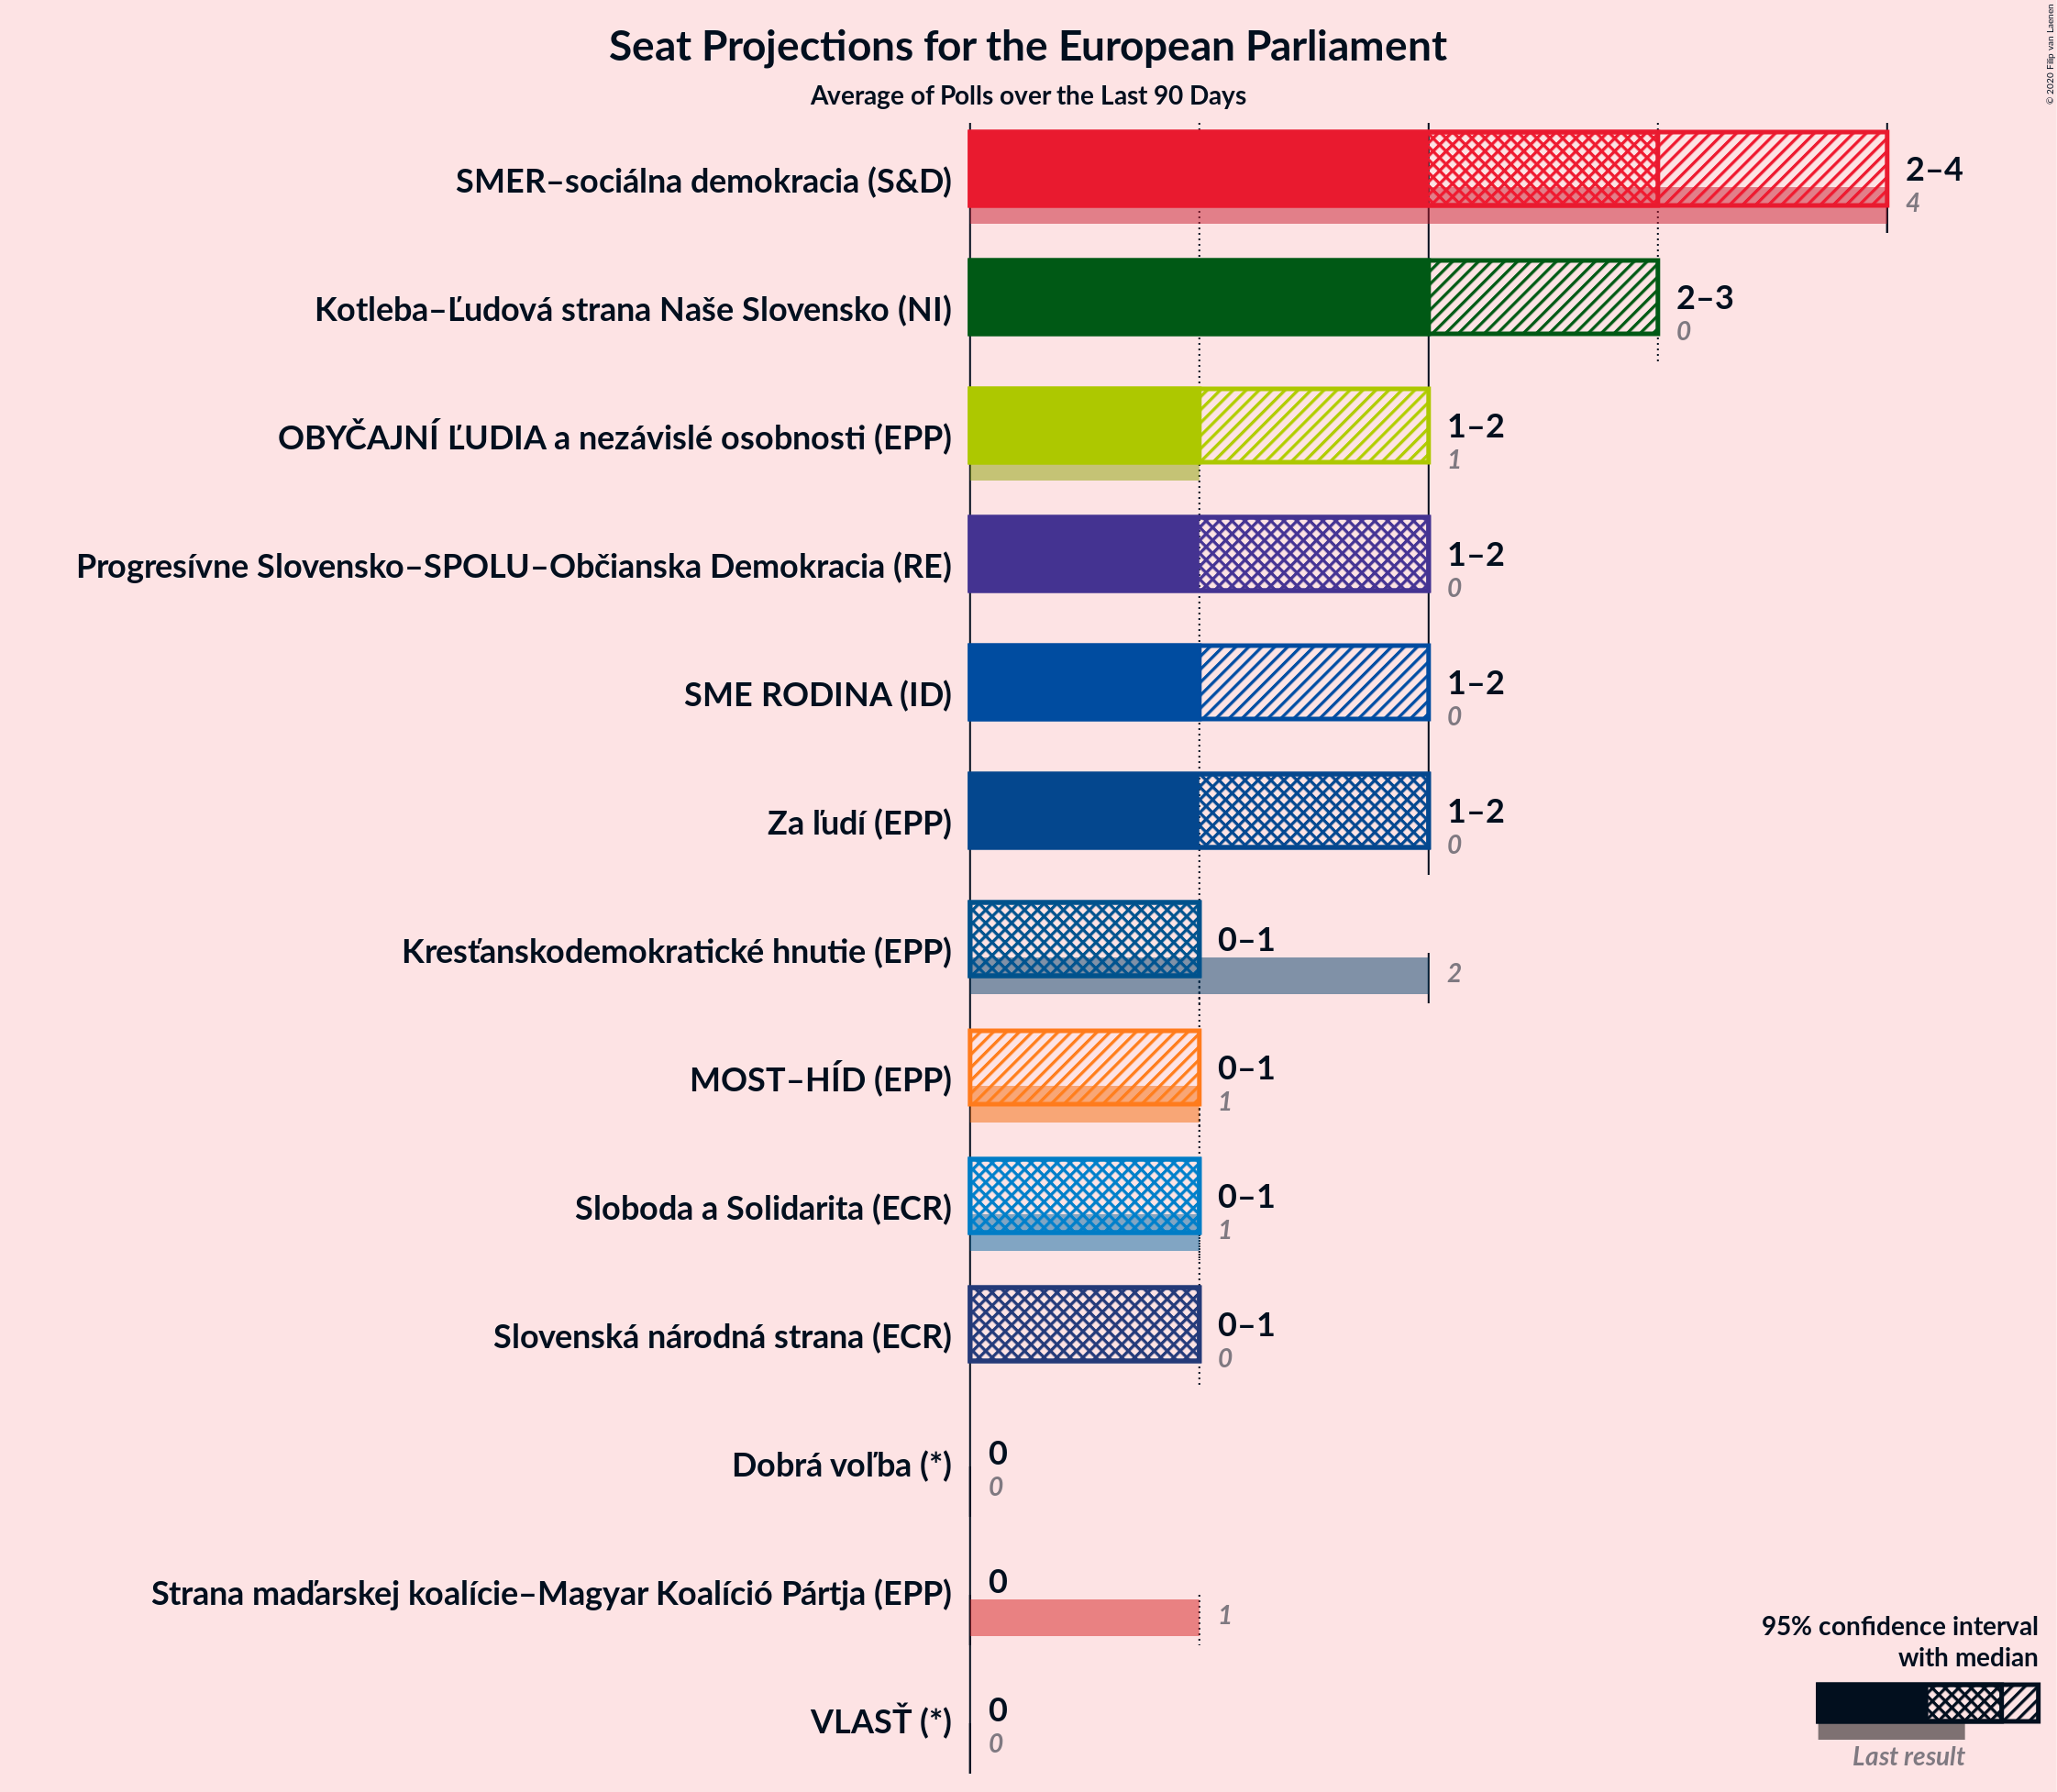 Seat Projections for the European Parliament
Average of Polls over the Last 90 Days
© 2020 Filip van Laenen
SMER–sociálna demokracia (S&D)
2–4
4
Kotleba–Ľudová strana Naše Slovensko (NI)
2–3
0
OBYČAJNÍ ĽUDIA a nezávislé osobnosti (EPP)
1–2
1
Progresívne Slovensko–SPOLU–Občianska Demokracia (RE)
1–2
0
SME RODINA (ID)
1–2
0
Za ľudí (EPP)
1–2
0
Kresťanskodemokratické hnutie (EPP)
0–1
2
MOST–HÍD (EPP)
0–1
1
Sloboda a Solidarita (ECR)
0–1
1
Slovenská národná strana (ECR)
0–1
0
Dobrá voľba (*)
0
0
Strana maďarskej koalície–Magyar Koalíció Pártja (EPP)
0
1
VLASŤ (*)
0
0
95% confidence interval
with median
Last result